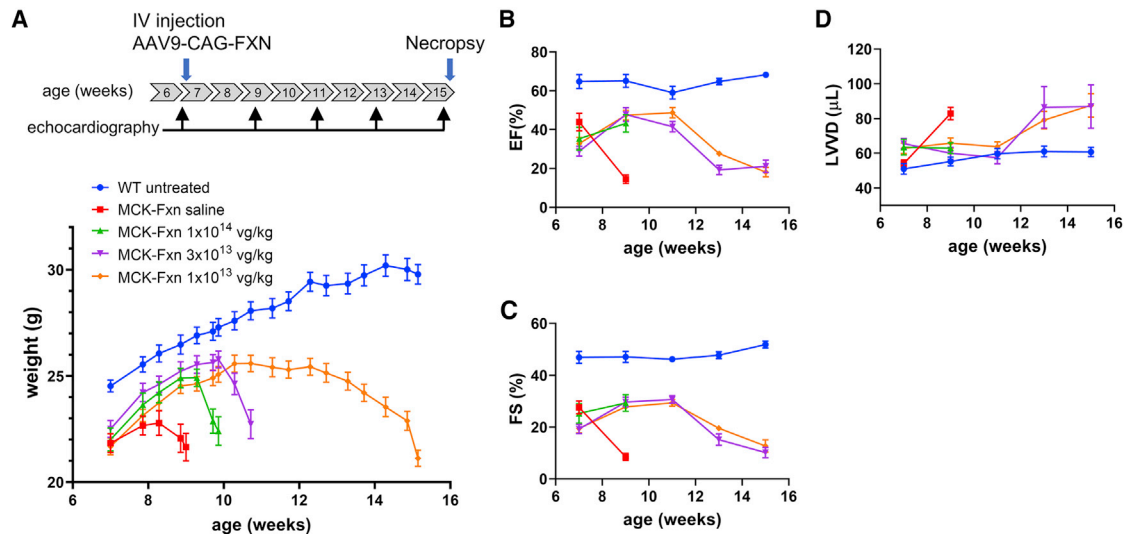 A
IV injection
AAV9-CAG-FXN
Necropsy
age (weeks)
6 7 8 9 10 11 12 13 14 15
echocardiography
WT untreated
MCK-Fxn saline
MCK-Fxn 1x10¹⁴ vg/kg
MCK-Fxn 3x10¹³ vg/kg
MCK-Fxn 1x10¹³ vg/kg
weight (g)
30
25
20
6 8 10 12 14 16
age (weeks)
B
EF(%)
80
60
40
20
0
6 8 10 12 14 16
age (weeks)
C
FS (%)
60
40
20
0
6 8 10 12 14 16
age (weeks)
D
LVVD (µL)
120
100
80
60
40
6 8 10 12 14 16
age (weeks)